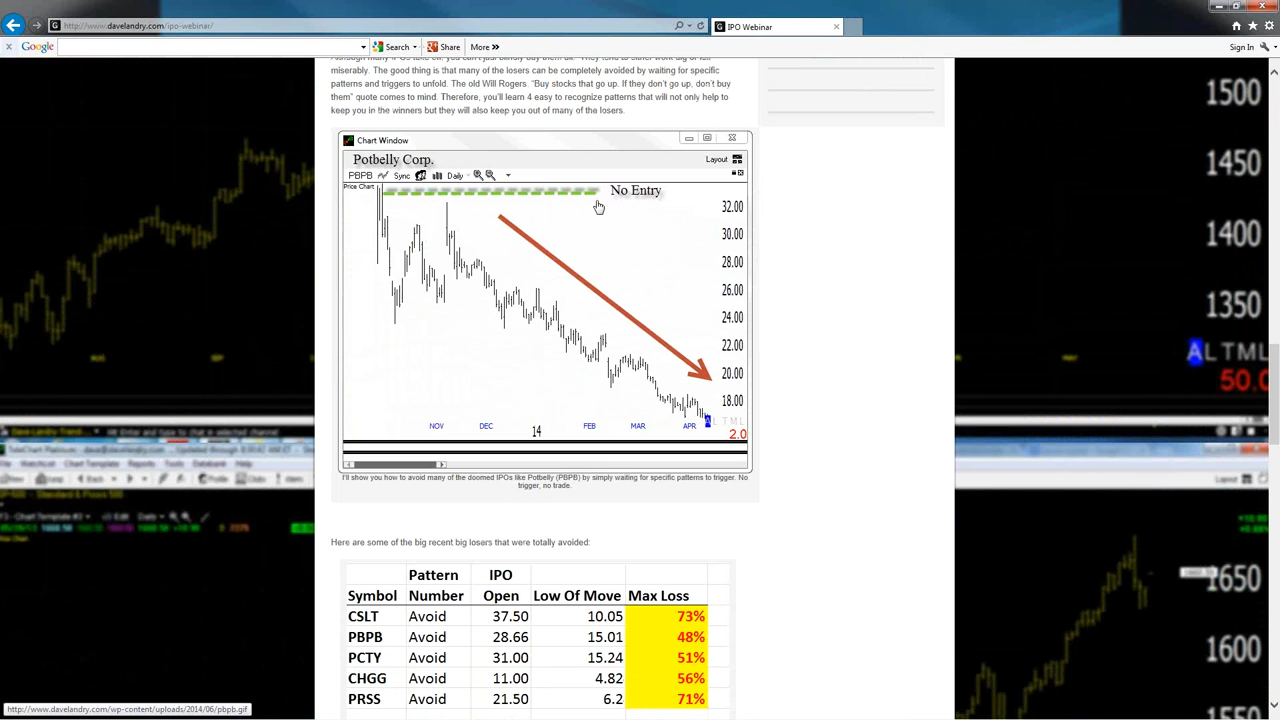 http://www.davelandry.com/ipo-webinar/
IPO Webinar
Google
Search
Share
More »
Sign In
miserably. The good thing is that many of the losers can be completely avoided by waiting for specific
patterns and triggers to unfold. The old Will Rogers. "Buy stocks that go up. If they don't go up, don't buy
them" quote comes to mind. Therefore, you'll learn 4 easy to recognize patterns that will not only help to
keep you in the winners but they will also keep you out of many of the losers.
Chart Window
Potbelly Corp.
Layout
PBPB Sync Daily
Price Chart
No Entry
32.00
30.00
28.00
26.00
24.00
22.00
20.00
18.00
A L T M L
NOV DEC 14 FEB MAR APR
2.0
I'll show you how to avoid many of the doomed IPOs like Potbelly (PBPB) by simply waiting for specific patterns to trigger. No
trigger, no trade.
Here are some of the big recent big losers that were totally avoided:
Pattern IPO
Symbol Number Open Low Of Move Max Loss
CSLT Avoid 37.50 10.05 73%
PBPB Avoid 28.66 15.01 48%
PCTY Avoid 31.00 15.24 51%
CHGG Avoid 11.00 4.82 56%
PRSS Avoid 21.50 6.2 71%
http://www.davelandry.com/wp-content/uploads/2014/06/pbpb.gif
AUG
SEP
MAY
1500
1450
1400
1350
A L T M L
50.0
1650
1600
1550